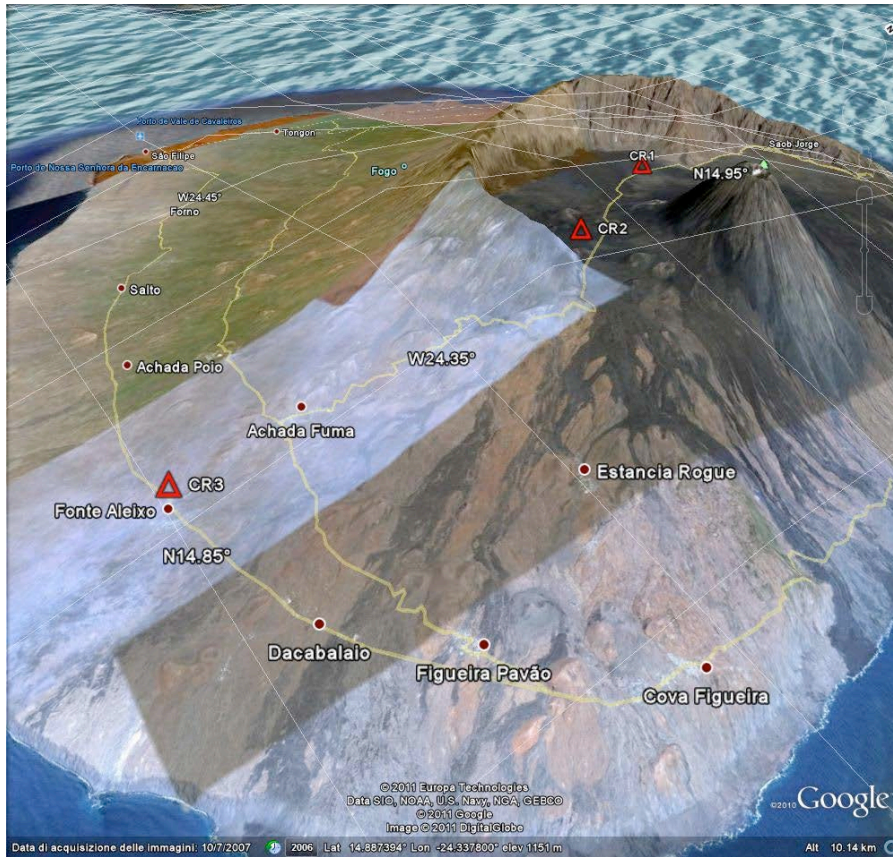 Porto de Vale de Cavaleiros
Tongon
São Filipe
Porto de Nossa Senhora da Encarnacao
Fogo
CR1
Saob Jorge
N14.95°
W24.45°
Forno
CR2
Salto
W24.35°
Achada Poio
Achada Fuma
Estancia Rogue
CR3
Fonte Aleixo
N14.85°
Dacabalaio
Figueira Pavão
Cova Figueira
© 2011 Europa Technologies
Data SIO, NOAA, U.S. Navy, NGA, GEBCO
© 2011 Google
Image © 2011 DigitalGlobe
©2010 Google
Data di acquisizione delle immagini: 10/7/2007 2006 Lat 14.887394° Lon -24.337800° elev 1151 m Alt 10.14 km